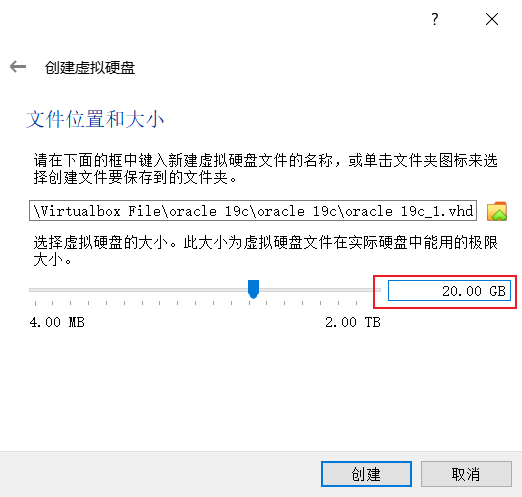 ?
创建虚拟硬盘
文件位置和大小
请在下面的框中键入新建虚拟硬盘文件的名称，或单击文件夹图标来选
择创建文件要保存到的文件夹。
\Virtualbox File\oracle 19c\oracle 19c\oracle 19c_1.vhd
选择虚拟硬盘的大小。此大小为虚拟硬盘文件在实际硬盘中能用的极限
大小。
20.00 GB
4.00 MB 2.00 TB
创建 取消